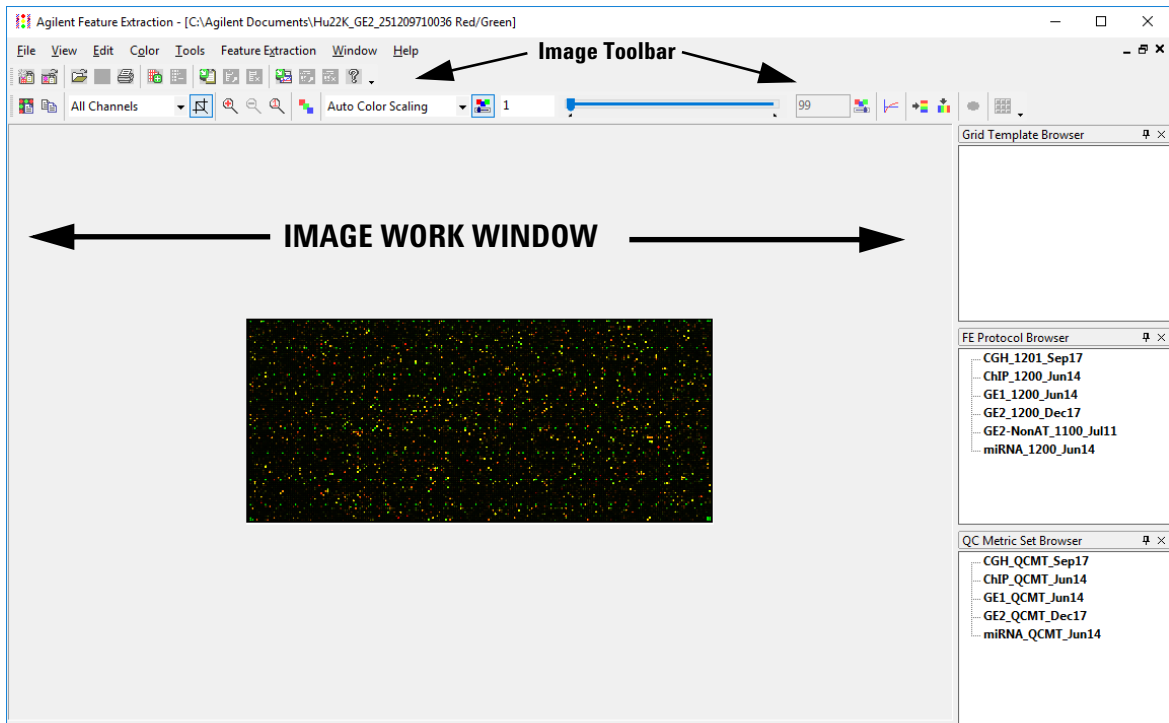 Agilent Feature Extraction - [C:\Agilent Documents\Hu22K_GE2_251209710036 Red/Green]
File View Edit Color Tools Feature Extraction Window Help
Image Toolbar
All Channels Auto Color Scaling 1 99
Grid Template Browser
IMAGE WORK WINDOW
FE Protocol Browser
CGH_1201_Sep17
ChIP_1200_Jun14
GE1_1200_Jun14
GE2_1200_Dec17
GE2-NonAT_1100_Jul11
miRNA_1200_Jun14
QC Metric Set Browser
CGH_QCMT_Sep17
ChIP_QCMT_Jun14
GE1_QCMT_Jun14
GE2_QCMT_Dec17
miRNA_QCMT_Jun14